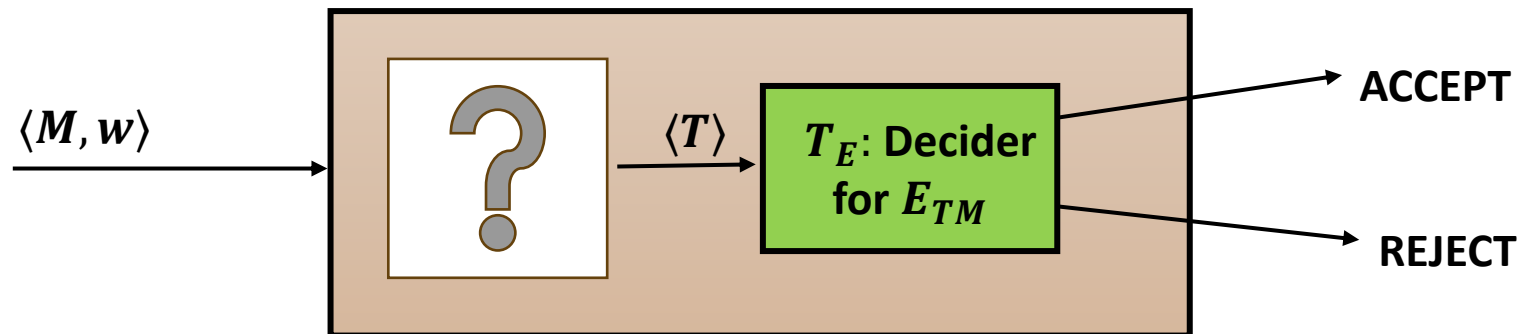 ⟨M, w⟩
?
⟨T⟩
T_E: Decider
for E_TM
ACCEPT
REJECT